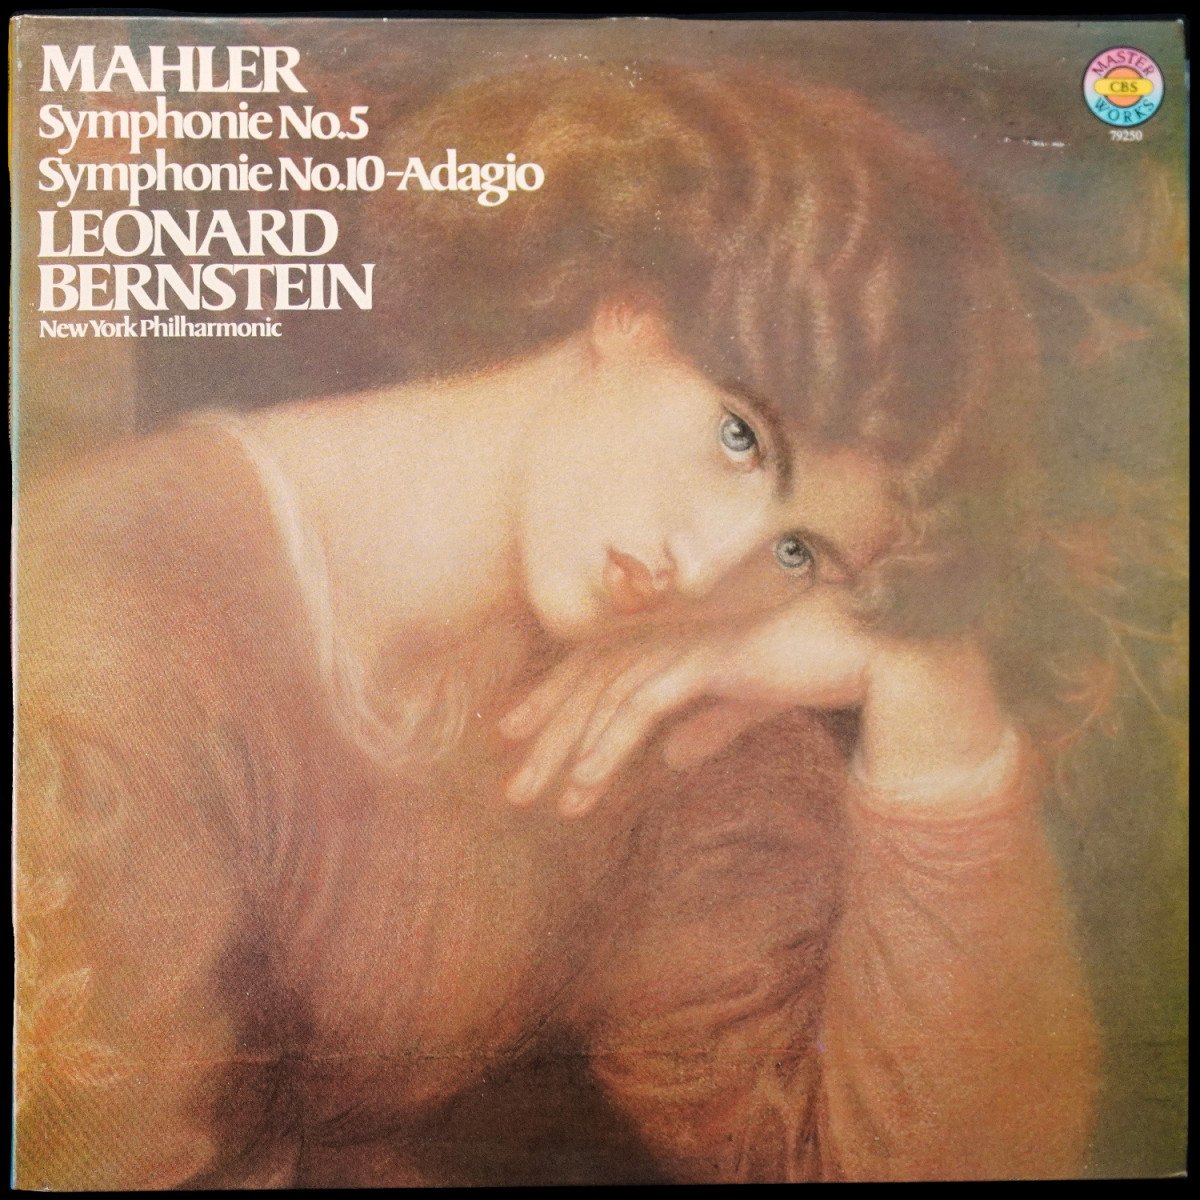 MAHLER
Symphonie No.5
Symphonie No.10-Adagio
LEONARD
BERNSTEIN
New York Philharmonic
MASTER
CBS
WORKS
79250